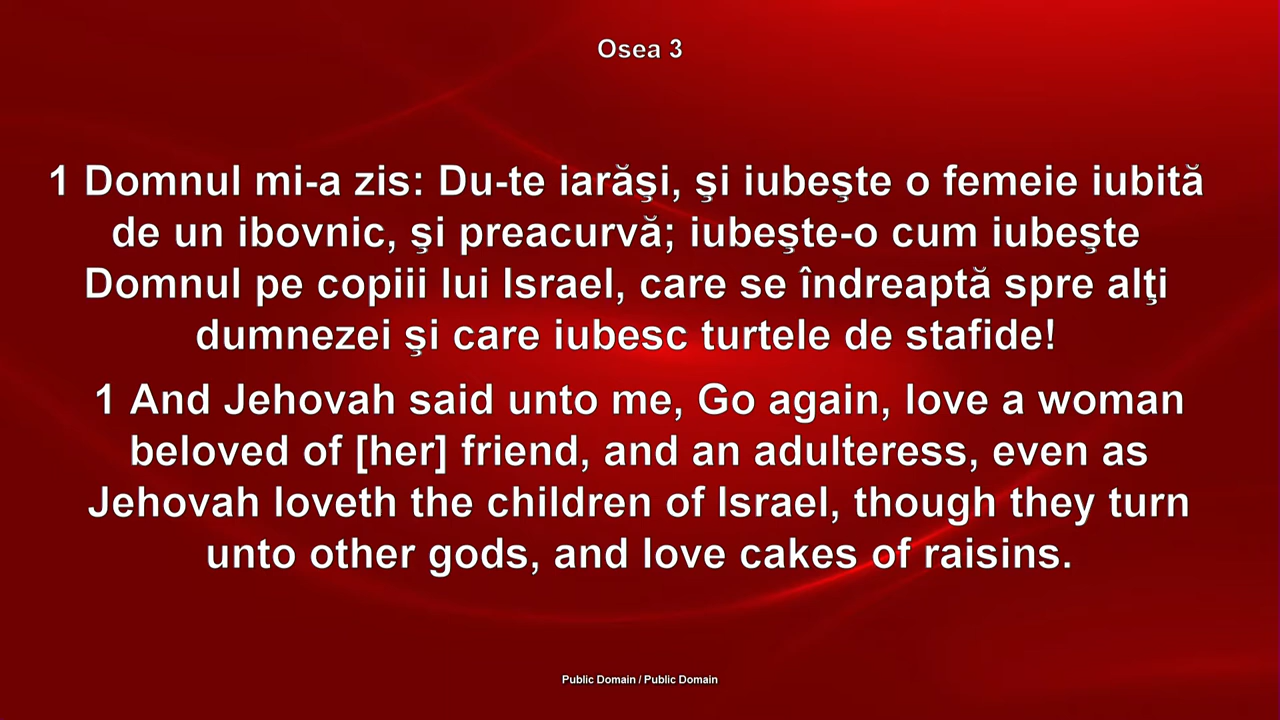 Osea 3
1 Domnul mi-a zis: Du-te iarăşi, şi iubeşte o femeie iubită
de un ibovnic, şi preacurvă; iubeşte-o cum iubeşte
Domnul pe copiii lui Israel, care se îndreaptă spre alţi
dumnezei şi care iubesc turtele de stafide!
1 And Jehovah said unto me, Go again, love a woman
beloved of [her] friend, and an adulteress, even as
Jehovah loveth the children of Israel, though they turn
unto other gods, and love cakes of raisins.
Public Domain / Public Domain